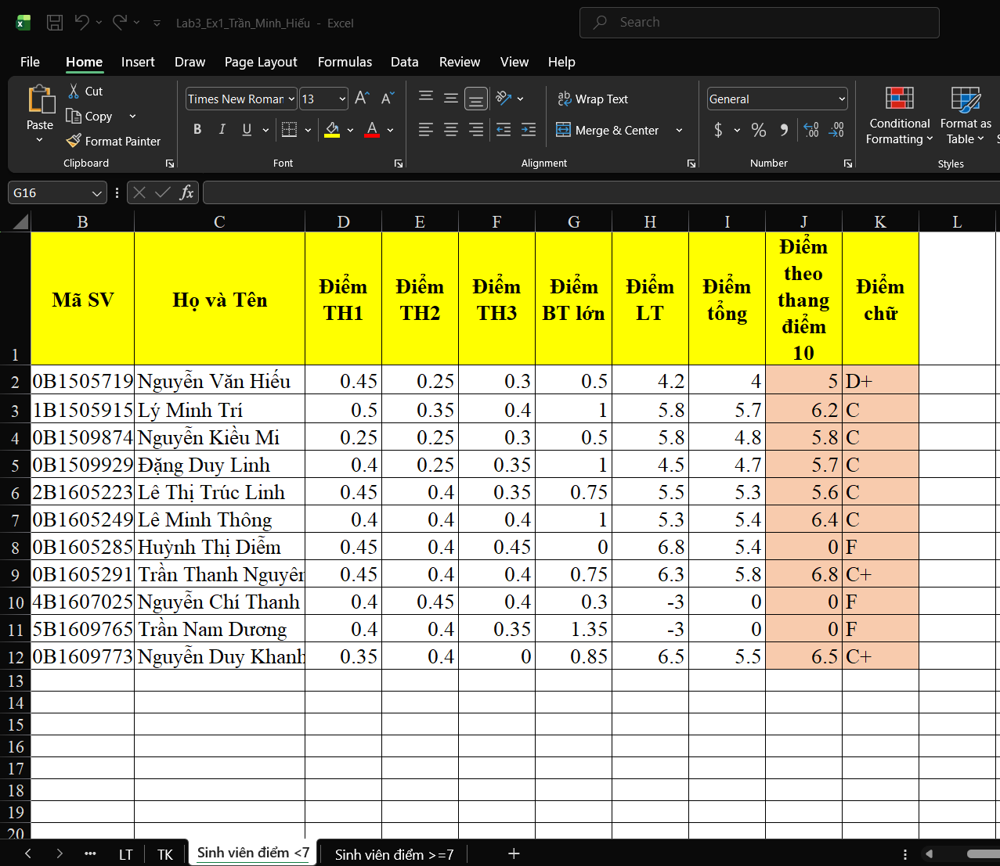 Lab3_Ex1_Trần_Minh_Hiếu - Excel
Search
File Home Insert Draw Page Layout Formulas Data Review View Help
Paste
Cut
Copy
Format Painter
Clipboard
Times New Roman 13
B I U
Font
Wrap Text
Merge & Center
Alignment
General
Number
Conditional Formatting
Format as Table
Styles
G16
fx
B C D E F G H I J K L
1 Mã SV Họ và Tên Điểm TH1 Điểm TH2 Điểm TH3 Điểm BT lớn Điểm LT Điểm tổng Điểm theo thang điểm 10 Điểm chữ
2 0B1505719 Nguyễn Văn Hiếu 0.45 0.25 0.3 0.5 4.2 4 5 D+
3 1B1505915 Lý Minh Trí 0.5 0.35 0.4 1 5.8 5.7 6.2 C
4 0B1509874 Nguyễn Kiều Mi 0.25 0.25 0.3 0.5 5.8 4.8 5.8 C
5 0B1509929 Đặng Duy Linh 0.4 0.25 0.35 1 4.5 4.7 5.7 C
6 2B1605223 Lê Thị Trúc Linh 0.45 0.4 0.35 0.75 5.5 5.3 5.6 C
7 0B1605249 Lê Minh Thông 0.4 0.4 0.4 1 5.3 5.4 6.4 C
8 0B1605285 Huỳnh Thị Diễm 0.45 0.4 0.45 0 6.8 5.4 0 F
9 0B1605291 Trần Thanh Nguyên 0.45 0.4 0.4 0.75 6.3 5.8 6.8 C+
10 4B1607025 Nguyễn Chí Thanh 0.4 0.45 0.4 0.3 -3 0 0 F
11 5B1609765 Trần Nam Dương 0.4 0.4 0.35 1.35 -3 0 0 F
12 0B1609773 Nguyễn Duy Khanh 0.35 0.4 0 0.85 6.5 5.5 6.5 C+
13
14
15
16
17
18
19
20
LT TK Sinh viên điểm <7 Sinh viên điểm >=7